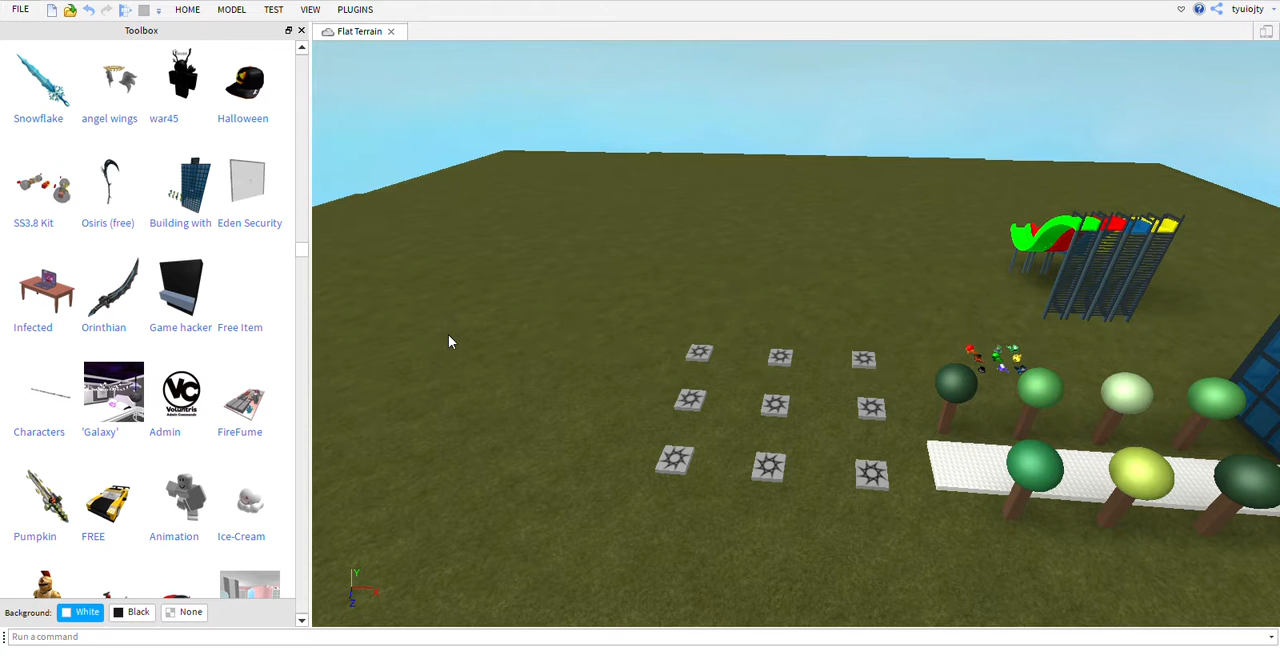 FILE HOME MODEL TEST VIEW PLUGINS tyuiojty
Toolbox
Flat Terrain
Snowflake angel wings war45 Halloween
SS3.8 Kit Osiris (free) Building with Eden Security
Infected Orinthian Game hacker Free Item
Characters 'Galaxy' Admin FireFume
VC
Pumpkin FREE Animation Ice-Cream
Y
Z
Background: White Black None
Run a command